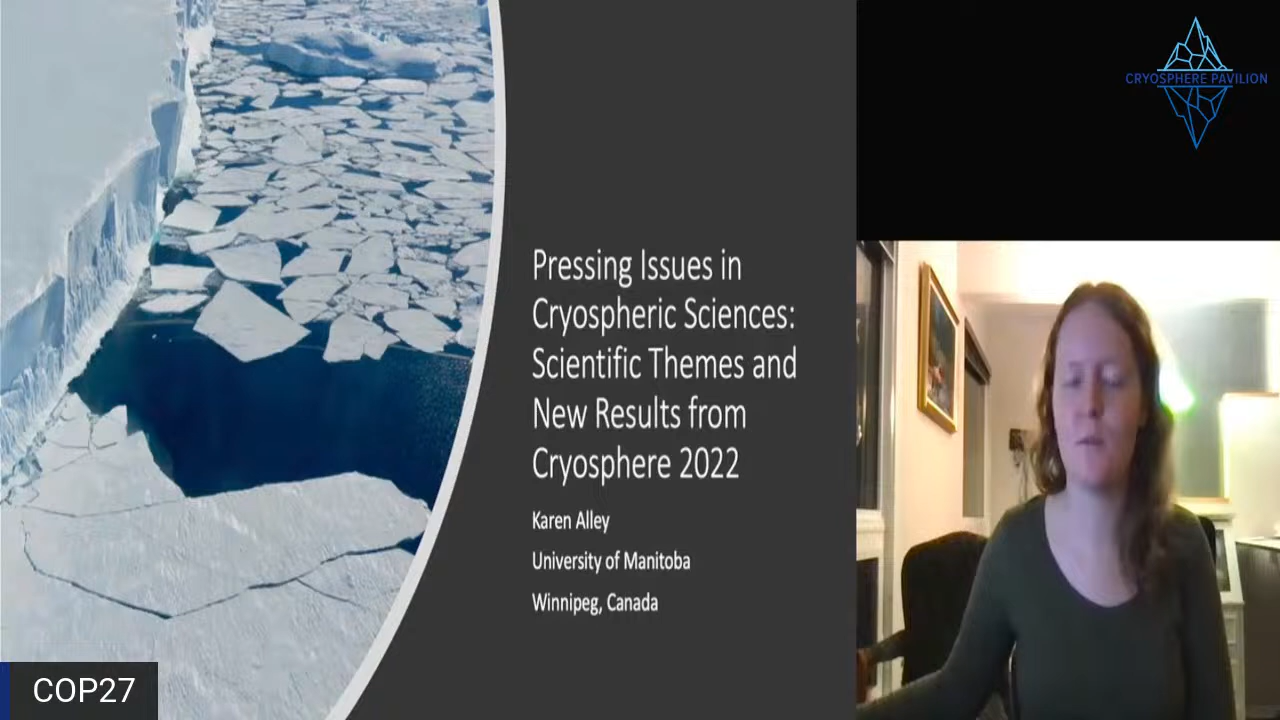 CRYOSPHERE PAVILION
Pressing Issues in
Cryospheric Sciences:
Scientific Themes and
New Results from
Cryosphere 2022
Karen Alley
University of Manitoba
Winnipeg, Canada
COP27